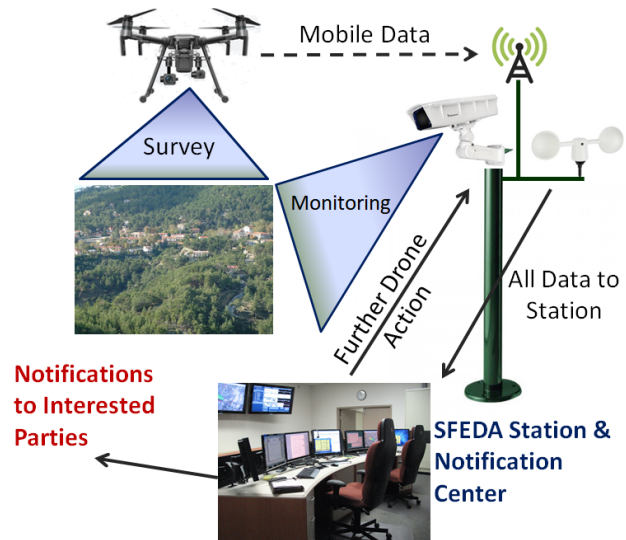 Mobile Data
Survey
Monitoring
Further Drone
Action
All Data to
Station
Notifications
to Interested
Parties
SFEDA Station &
Notification
Center